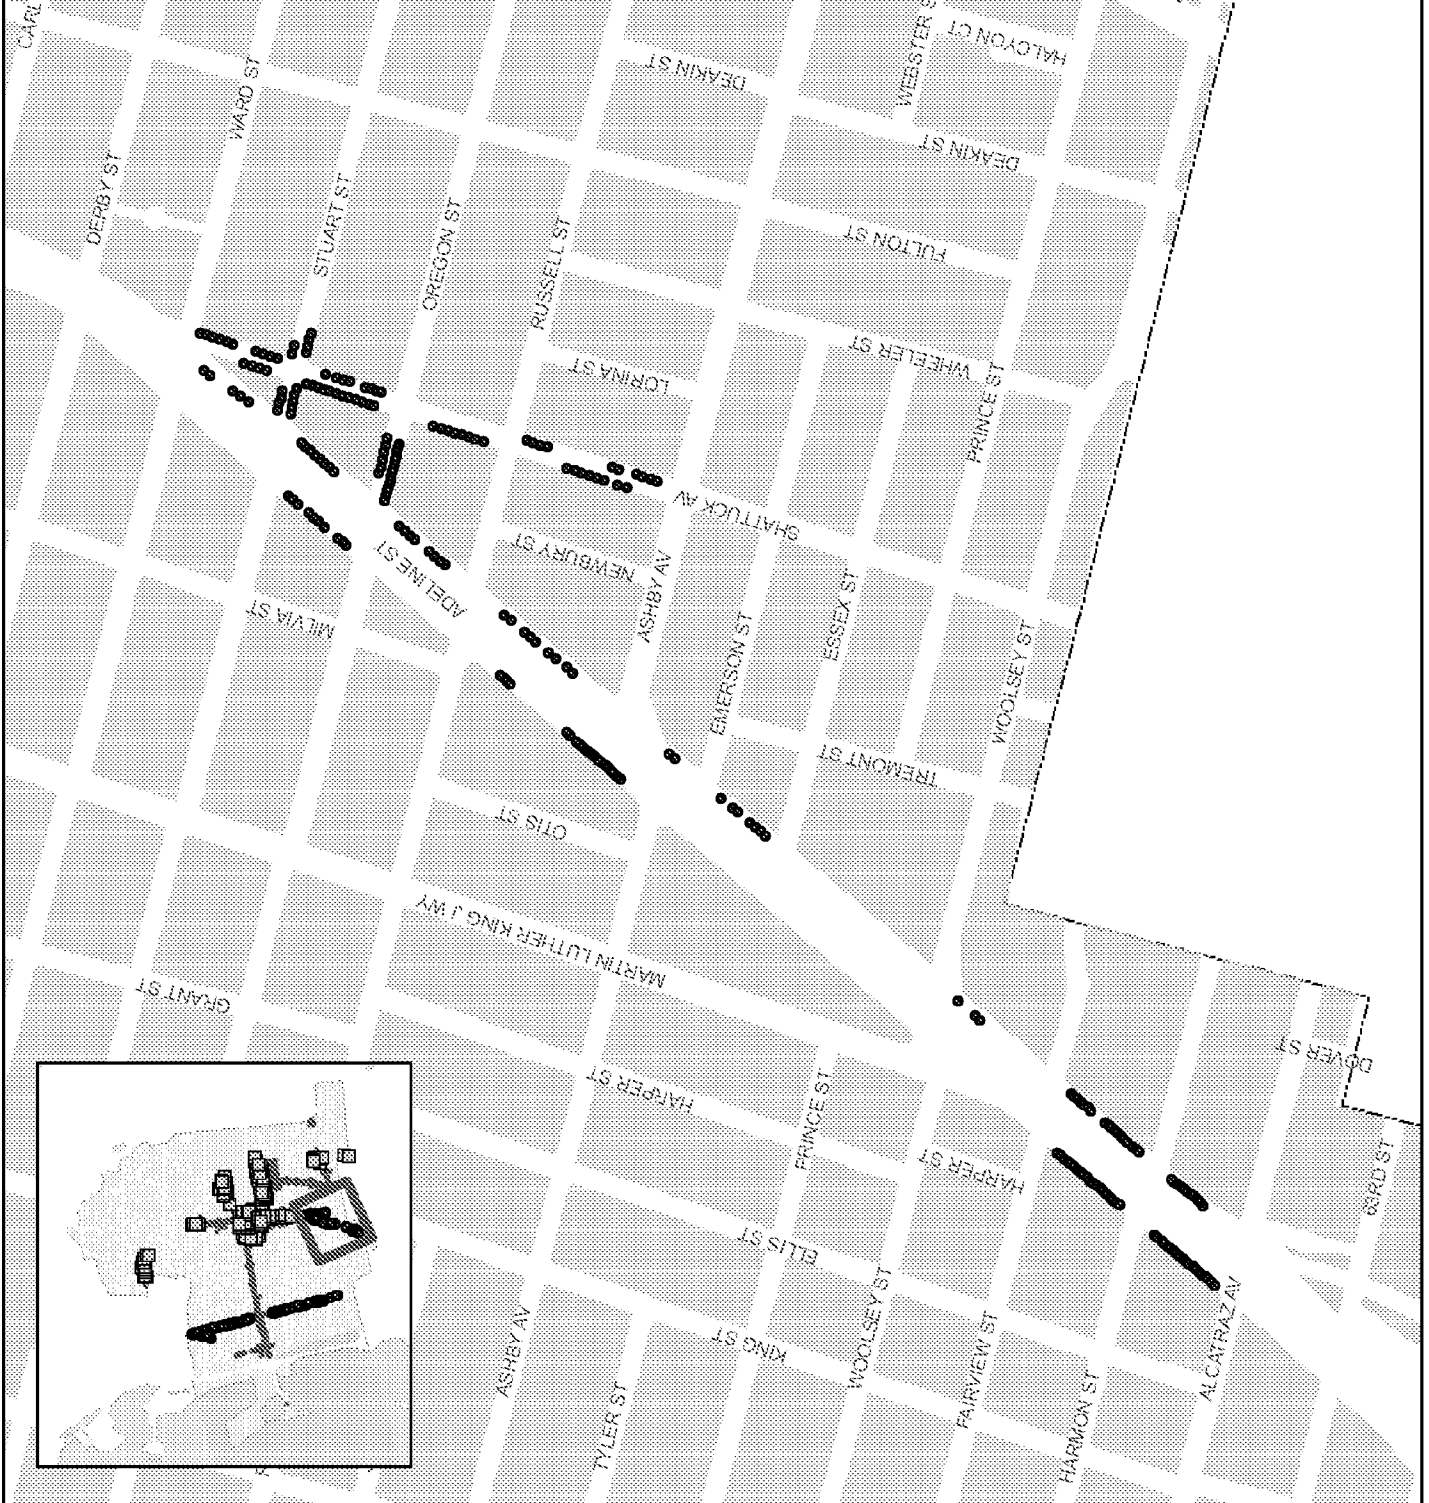 CARL
WARD ST
DERBY ST
STUART ST
OREGON ST
RUSSELL ST
DEAKIN ST
WEBSTER S
HALCYON CT
DEAKIN ST
FULTON ST
WHEELER ST
LORINA ST
PRINCE ST
SHATTUCK AV
NEWBURY ST
ADELINE ST
MILVIA ST
ASHBY AV
EMERSON ST
ESSEX ST
WOOLSEY ST
TREMONT ST
OTIS ST
MARTIN LUTHER KING J WY
GRANT ST
HARPER ST
PRINCE ST
HARPER ST
DOVER ST
63RD ST
ELLIS ST
KING ST
WOOLSEY ST
ASHBY AV
TYLER ST
FAIRVIEW ST
HARMON ST
ALCATRAZ AV